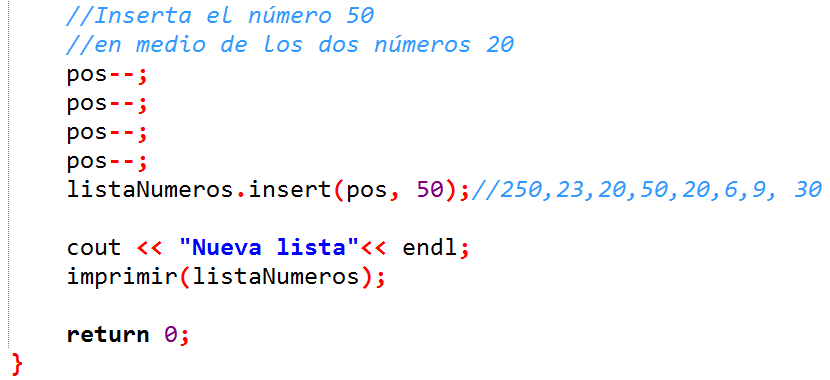 //Inserta el número 50
//en medio de los dos números 20
pos--;
pos--;
pos--;
pos--;
listaNumeros.insert(pos, 50);//250,23,20,50,20,6,9, 30
cout << "Nueva lista"<< endl;
imprimir(listaNumeros);
return 0;
}